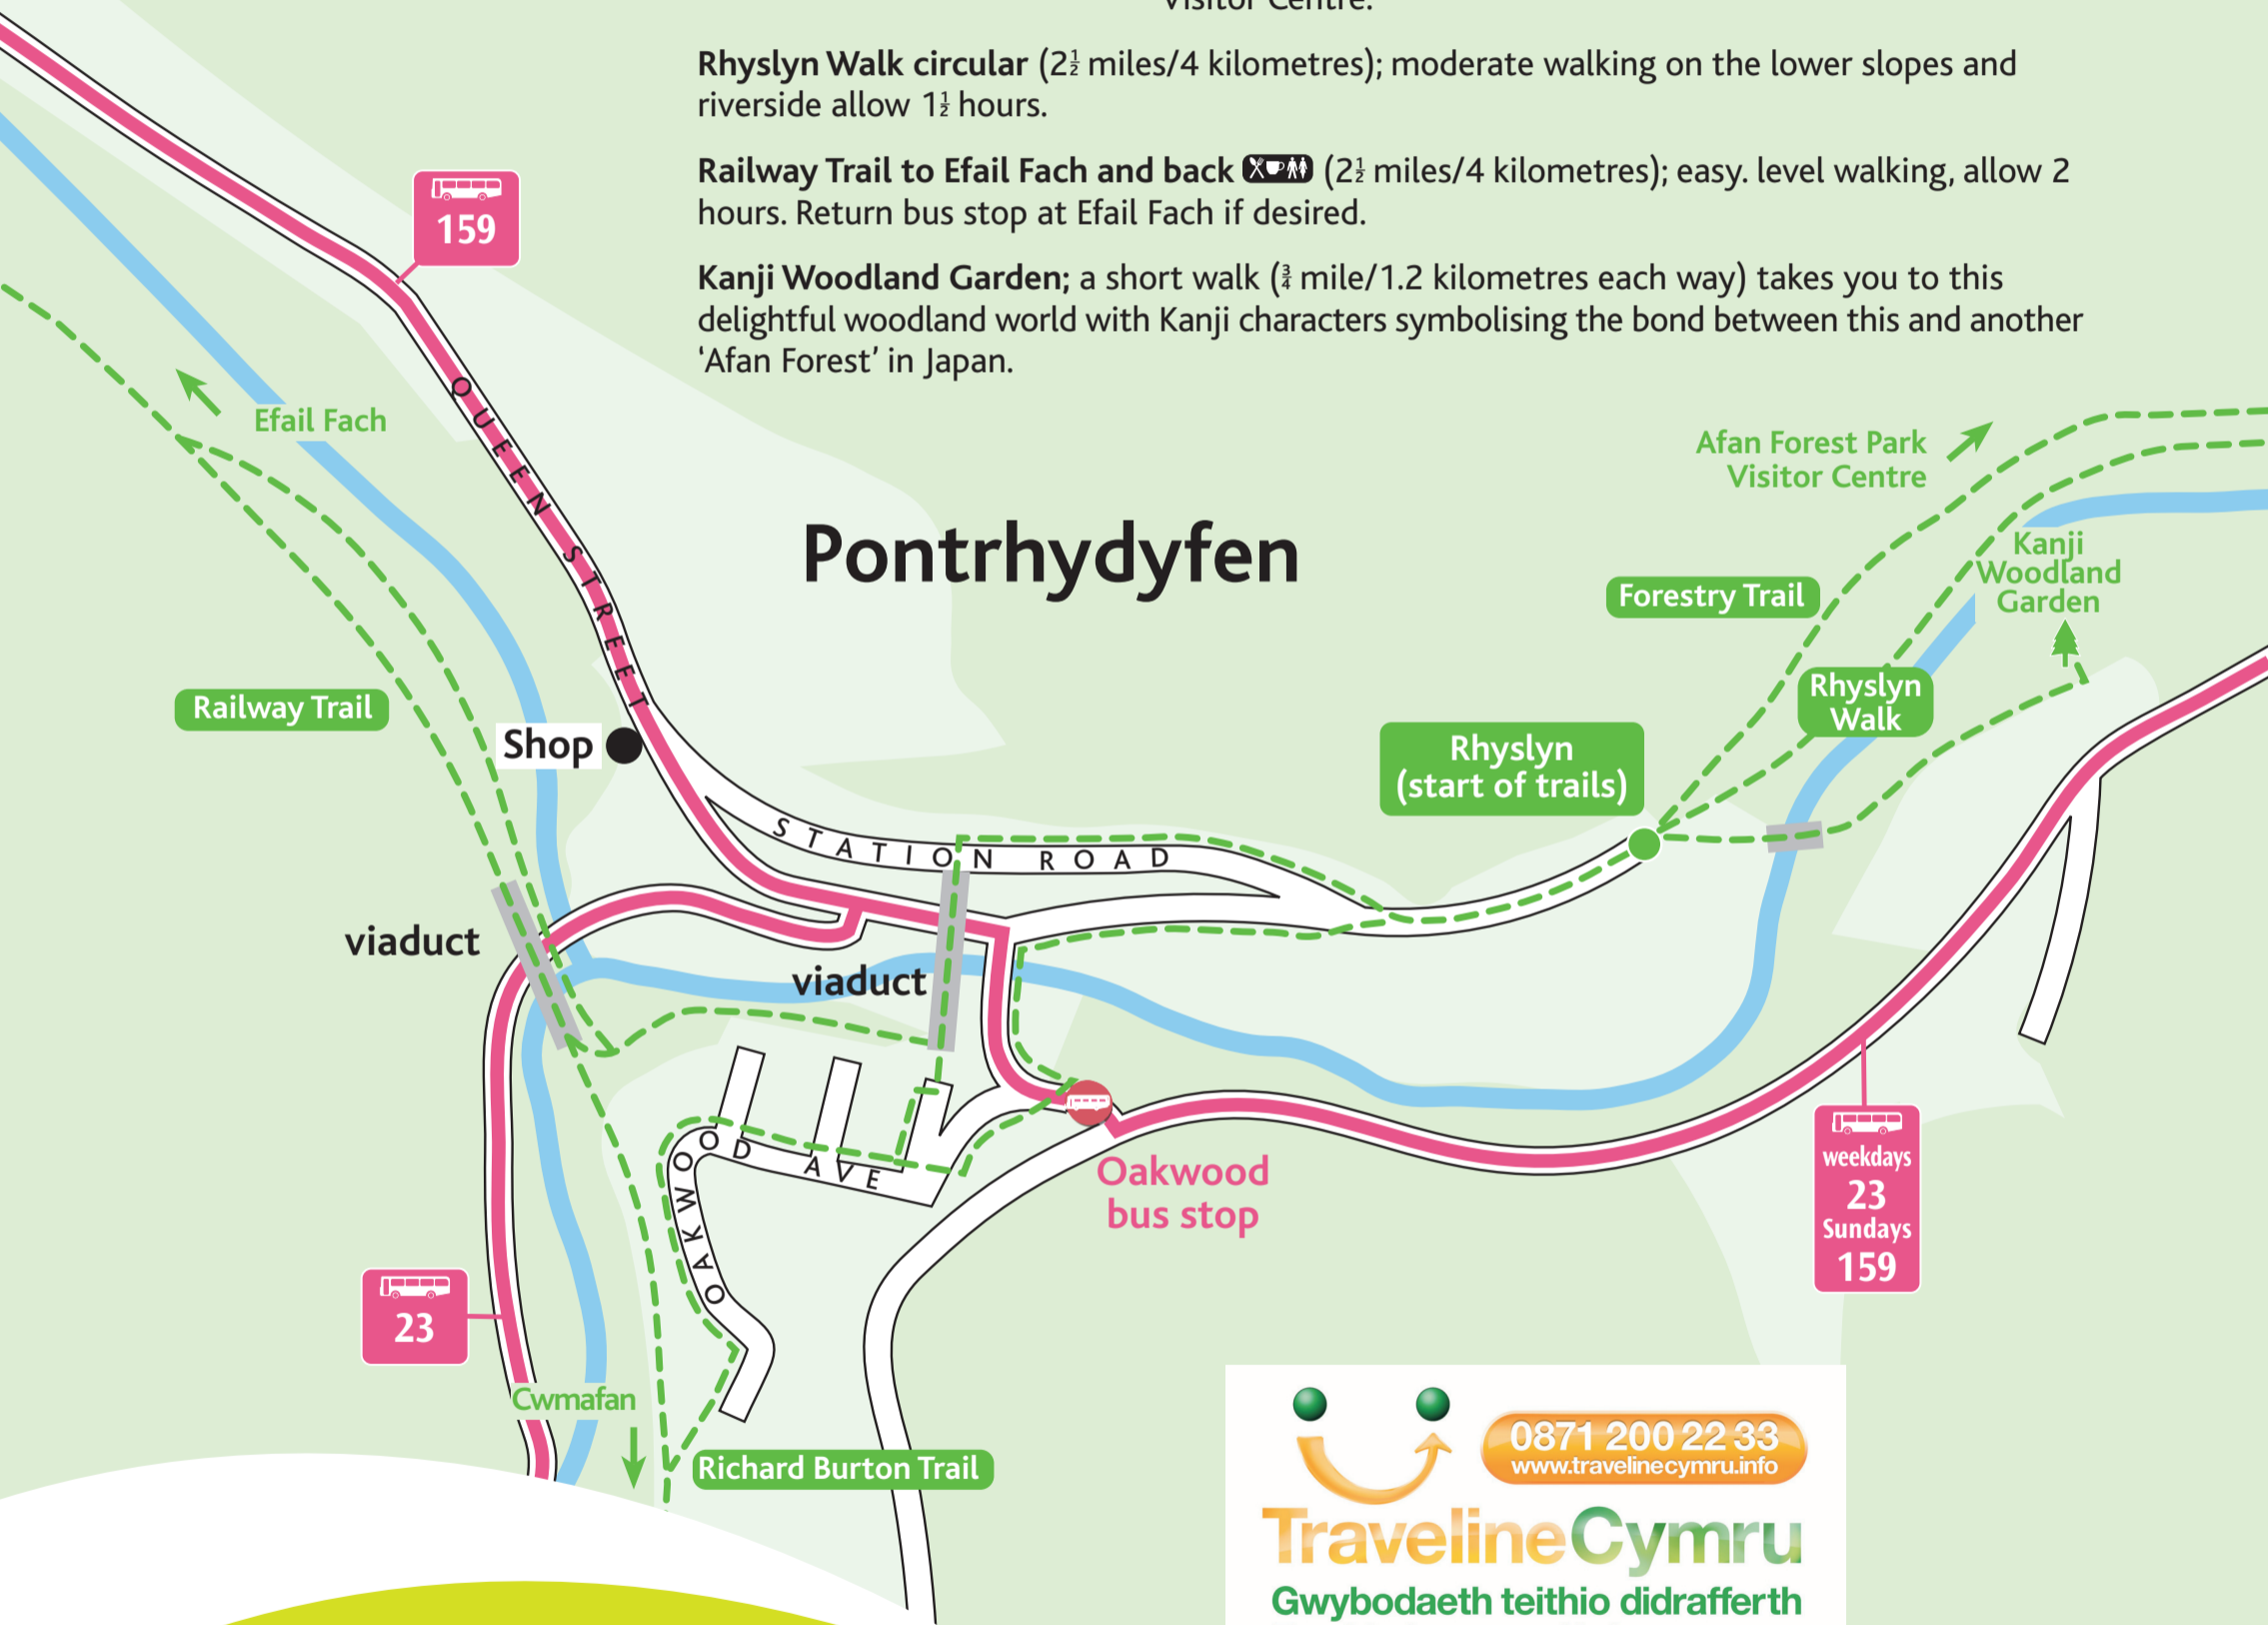 Visitor Centre.
Rhyslyn Walk circular (2½ miles/4 kilometres); moderate walking on the lower slopes and
riverside allow 1½ hours.
Railway Trail to Efail Fach and back (2½ miles/4 kilometres); easy. level walking, allow 2
hours. Return bus stop at Efail Fach if desired.
Kanji Woodland Garden; a short walk (¾ mile/1.2 kilometres each way) takes you to this
delightful woodland world with Kanji characters symbolising the bond between this and another
‘Afan Forest’ in Japan.
159
QUEEN STREET
Efail Fach
Afan Forest Park
Visitor Centre
Pontrhydyfen
Kanji
Woodland
Garden
Forestry Trail
Railway Trail
Rhyslyn
Walk
Shop
Rhyslyn
(start of trails)
STATION ROAD
viaduct
viaduct
OAKWOOD AVE
Oakwood
bus stop
weekdays
23
Sundays
159
23
Cwmafan
Richard Burton Trail
0871 200 22 33
www.travelinecymru.info
TravelineCymru
Gwybodaeth teithio didrafferth